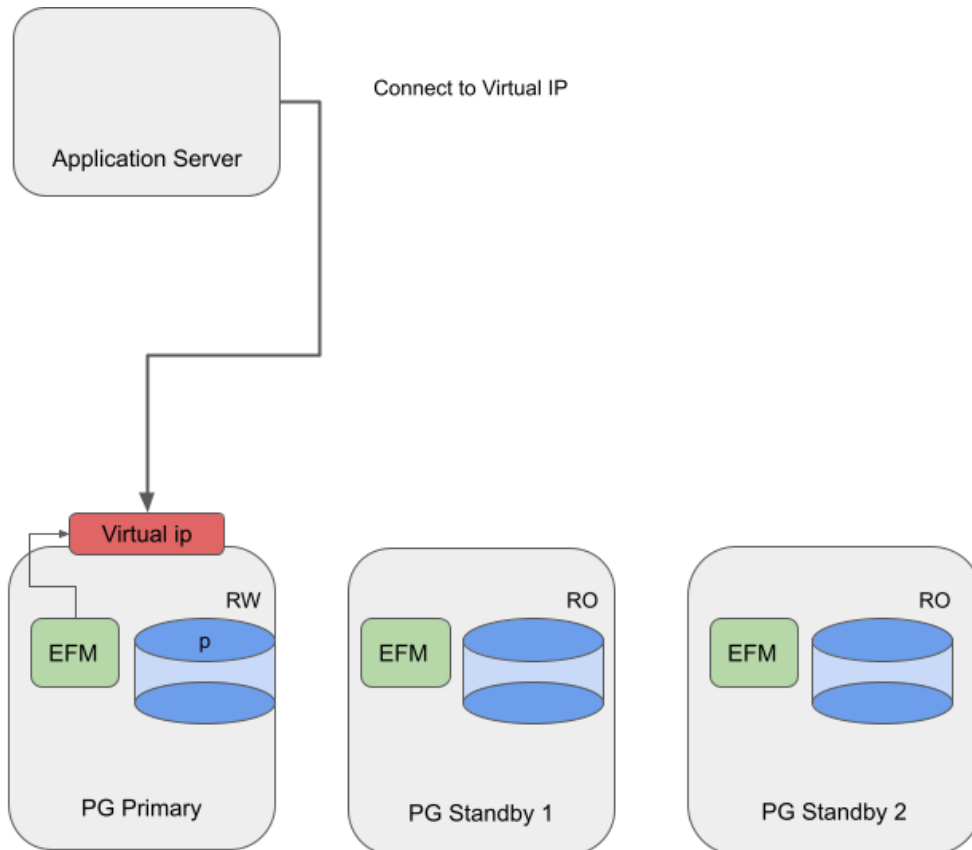 Connect to Virtual IP
Application Server
Virtual ip
RW
RO
RO
EFM
p
EFM
EFM
PG Primary
PG Standby 1
PG Standby 2